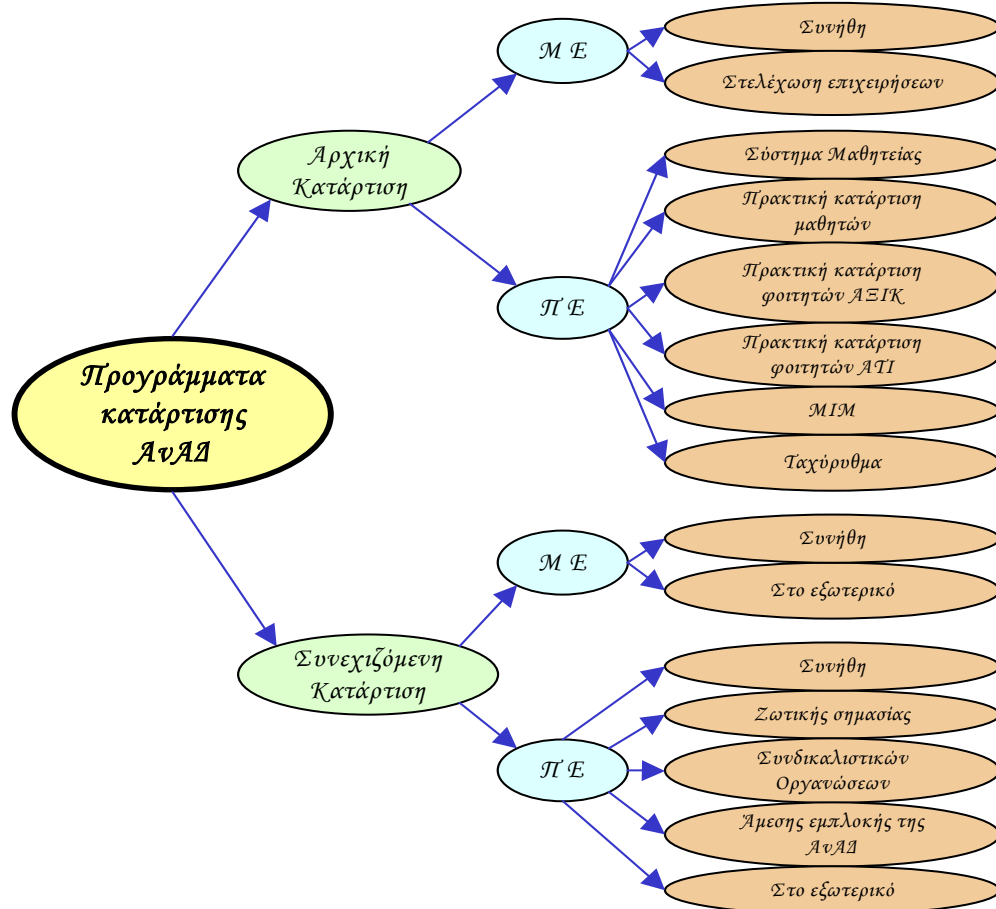 Προγράμματα
κατάρτισης
ΑνΑΔ
Αρχική
Κατάρτιση
Μ Ε
Συνήθη
Στελέχωση επιχειρήσεων
Π Ε
Σύστημα Μαθητείας
Πρακτική κατάρτιση
μαθητών
Πρακτική κατάρτιση
φοιτητών ΑΞΙΚ
Πρακτική κατάρτιση
φοιτητών ΑΤΙ
ΜΙΜ
Ταχύρυθμα
Συνεχιζόμενη
Κατάρτιση
Μ Ε
Συνήθη
Στο εξωτερικό
Π Ε
Συνήθη
Ζωτικής σημασίας
Συνδικαλιστικών
Οργανώσεων
Άμεσης εμπλοκής της
ΑνΑΔ
Στο εξωτερικό